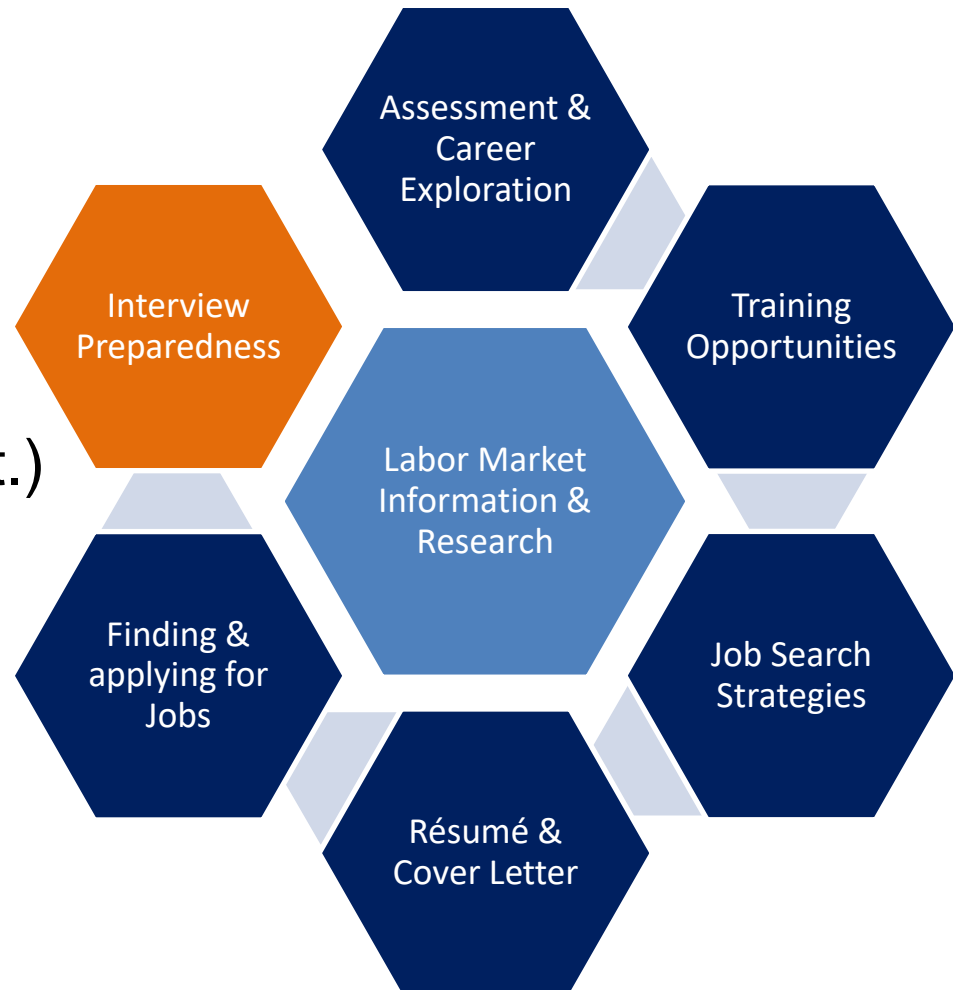 Assessment &
Career
Exploration
Training
Opportunities
Job Search
Strategies
Résumé &
Cover Letter
Finding &
applying for
Jobs
Interview
Preparedness
Labor Market
Information &
Research
.)